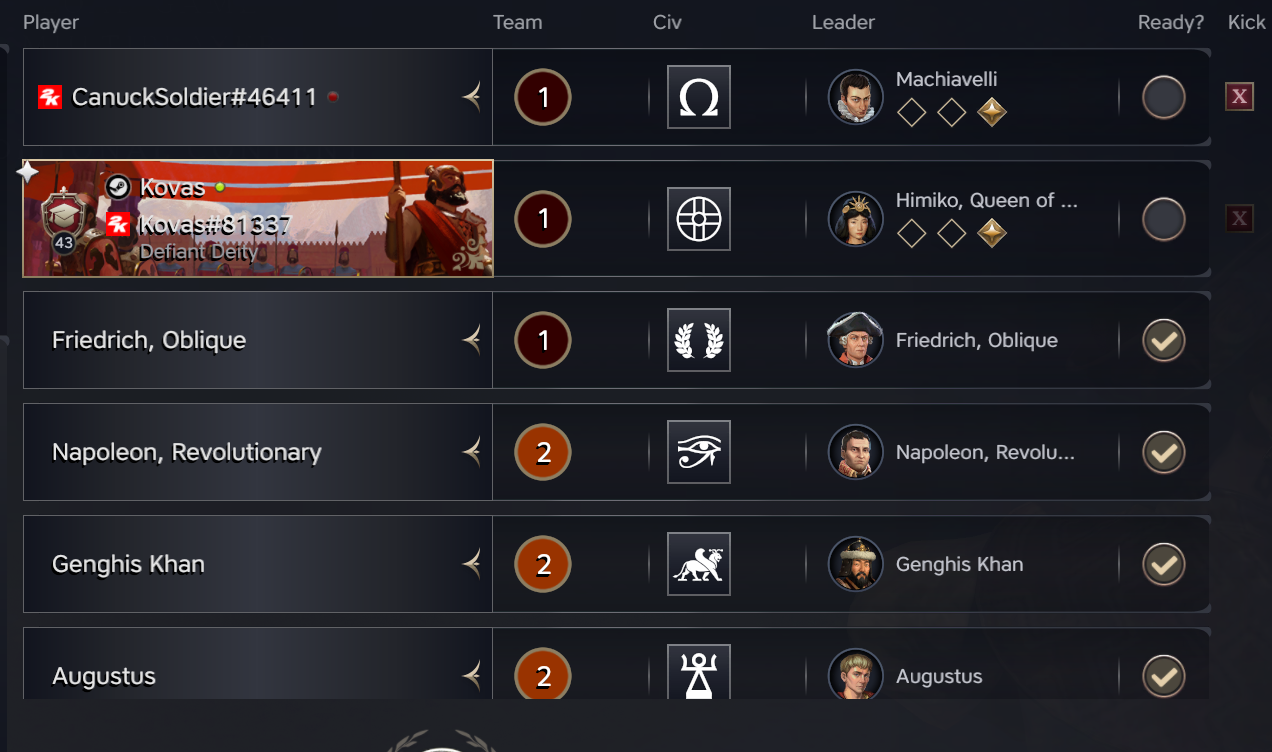 Player Team Civ Leader Ready? Kick
2K CanuckSoldier#46411 1 Ω Machiavelli X
Kovas
2K Kovas#81337 1 Himiko, Queen of ... X
43 Defiant Deity
Friedrich, Oblique 1 Friedrich, Oblique
Napoleon, Revolutionary 2 Napoleon, Revolu...
Genghis Khan 2 Genghis Khan
Augustus 2 Augustus